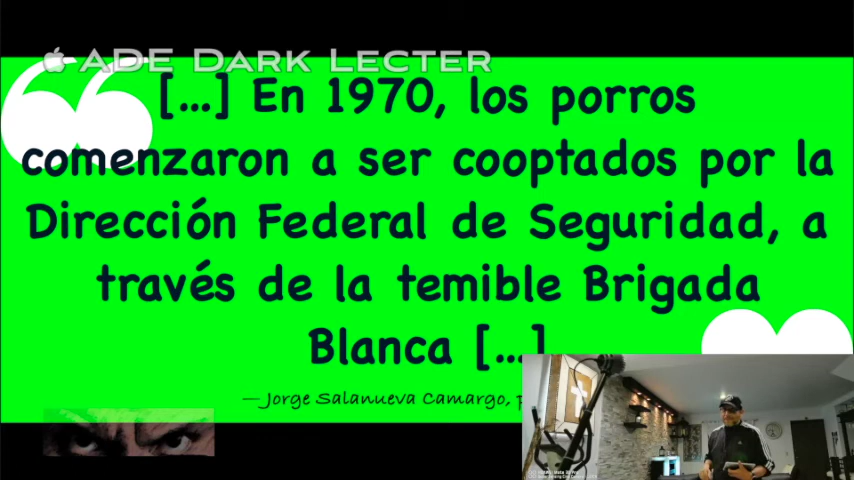 ADE DARK LECTER
[...] En 1970, los porros
comenzaron a ser cooptados por la
Dirección Federal de Seguridad, a
través de la temible Brigada
Blanca [...]
—Jorge Salanueva Camargo, p